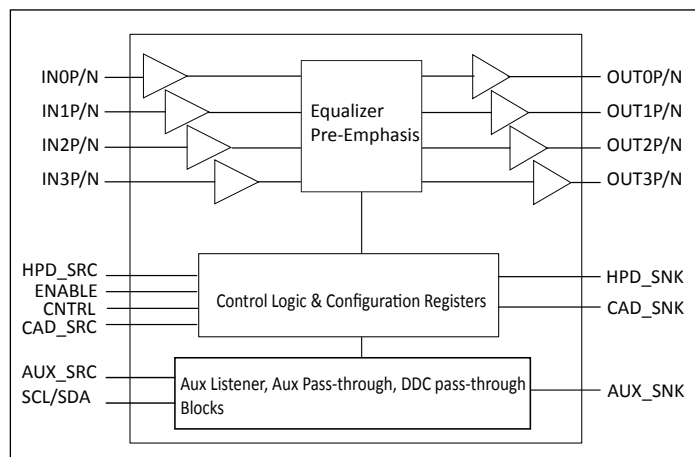 IN0P/N
IN1P/N
IN2P/N
IN3P/N
Equalizer
Pre-Emphasis
OUT0P/N
OUT1P/N
OUT2P/N
OUT3P/N
HPD_SRC
ENABLE
CNTRL
CAD_SRC
Control Logic & Configuration Registers
HPD_SNK
CAD_SNK
AUX_SRC
SCL/SDA
Aux Listener, Aux Pass-through, DDC pass-through
Blocks
AUX_SNK